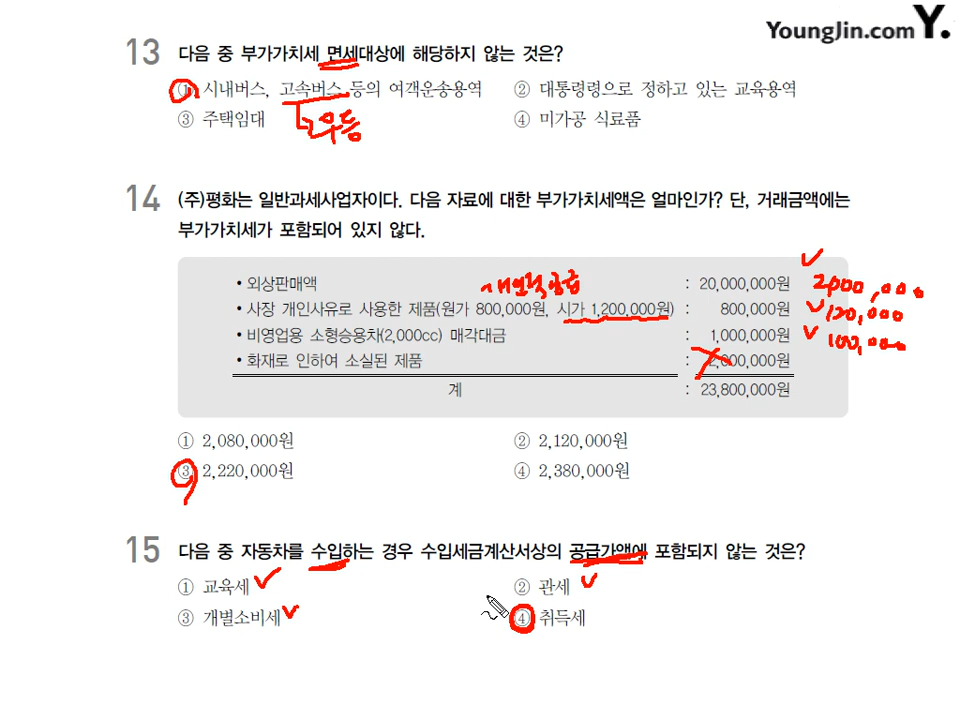 YoungJin.com Y.
13 다음 중 부가가치세 면세대상에 해당하지 않는 것은?
① 시내버스, 고속버스 등의 여객운송용역 ② 대통령령으로 정하고 있는 교육용역
③ 주택임대 우등 ④ 미가공 식료품
14 (주)평화는 일반과세사업자이다. 다음 자료에 대한 부가가치세액은 얼마인가? 단, 거래금액에는
부가가치세가 포함되어 있지 않다.
• 외상판매액 개인적공급 : 20,000,000원 2,000,000
• 사장 개인사유로 사용한 제품(원가 800,000원, 시가 1,200,000원) : 800,000원 120,000
• 비영업용 소형승용차(2,000cc) 매각대금 : 1,000,000원 100,000
• 화재로 인하여 소실된 제품 : 2,000,000원
계 : 23,800,000원
① 2,080,000원 ② 2,120,000원
③ 2,220,000원 ④ 2,380,000원
15 다음 중 자동차를 수입하는 경우 수입세금계산서상의 공급가액에 포함되지 않는 것은?
① 교육세 ② 관세
③ 개별소비세 ④ 취득세